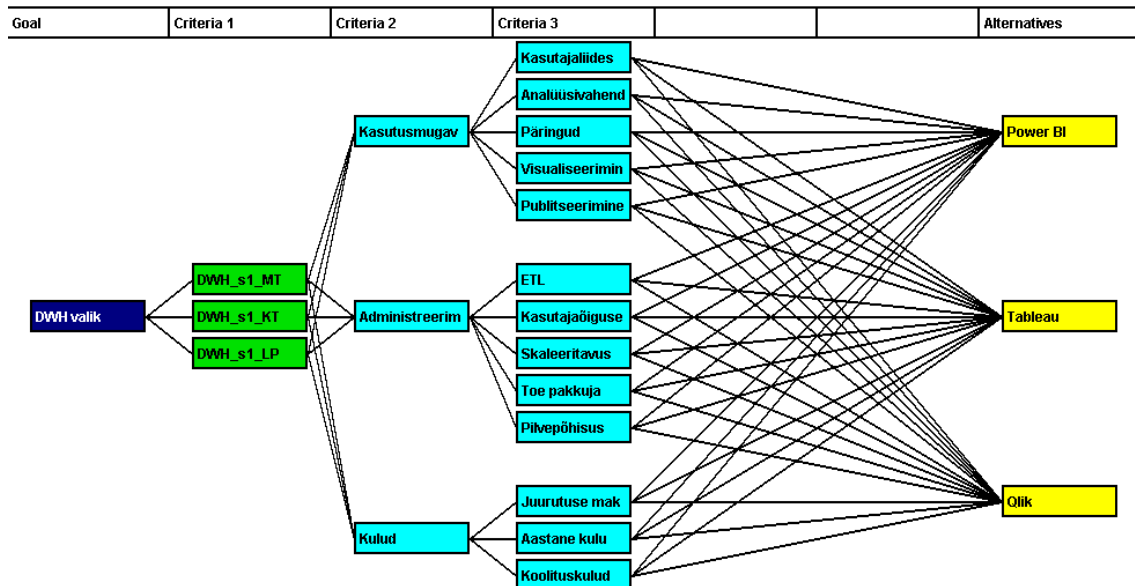 Goal
Criteria 1
Criteria 2
Criteria 3
Alternatives
DWH valik
DWH_s1_MT
DWH_s1_KT
DWH_s1_LP
Kasutusmugav
Administreerim
Kulud
Kasutajaliides
Analüüsivahend
Päringud
Visualiseerimin
Publitseerimine
ETL
Kasutajaõiguse
Skaleeritavus
Toe pakkuja
Pilvepõhisus
Juurutuse mak
Aastane kulu
Koolituskulud
Power BI
Tableau
Qlik